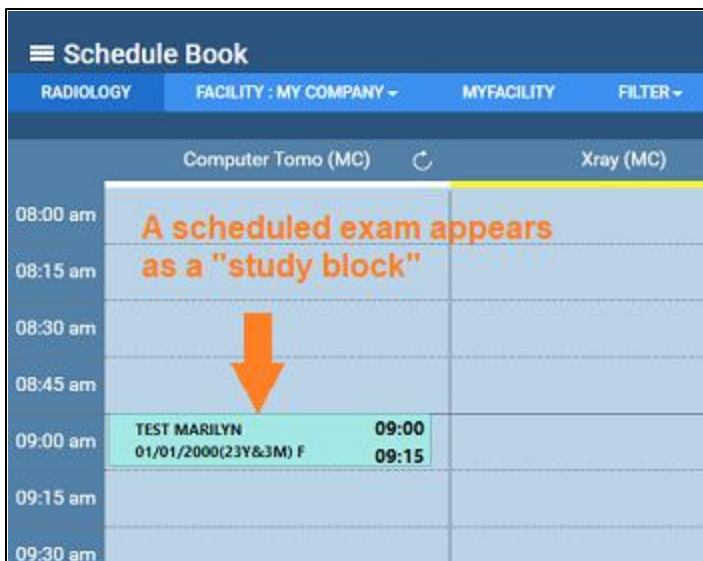 Schedule Book
RADIOLOGY FACILITY : MY COMPANY MYFACILITY FILTER
Computer Tomo (MC) Xray (MC)
08:00 am
A scheduled exam appears
as a "study block"
08:15 am
08:30 am
08:45 am
09:00 am
TEST MARILYN 09:00
01/01/2000(23Y&3M) F 09:15
09:15 am
09:30 am